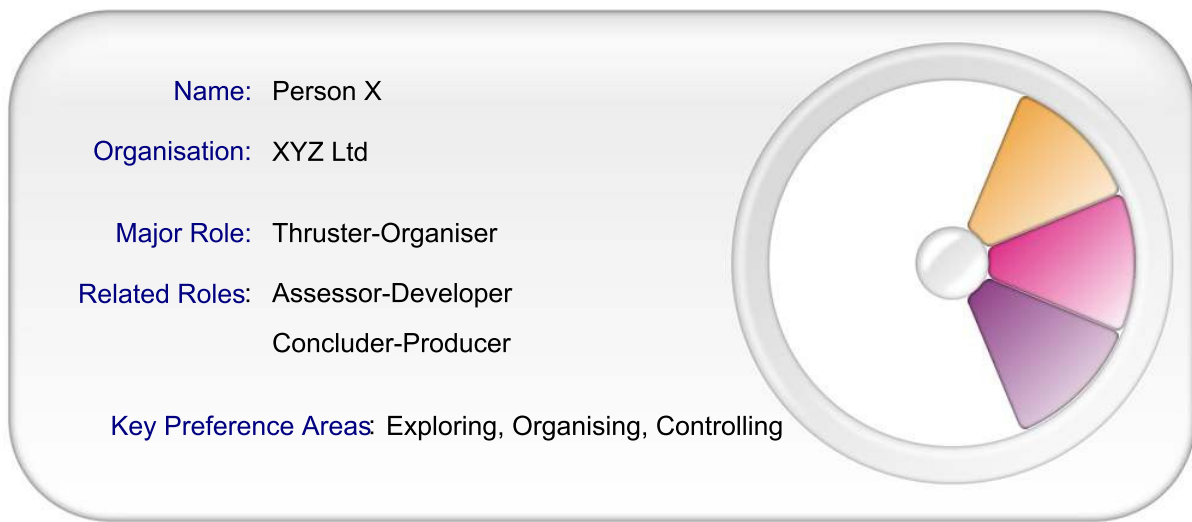 Name: Person X
Organisation: XYZ Ltd
Major Role: Thruster-Organiser
Related Roles: Assessor-Developer
Concluder-Producer
Key Preference Areas: Exploring, Organising, Controlling